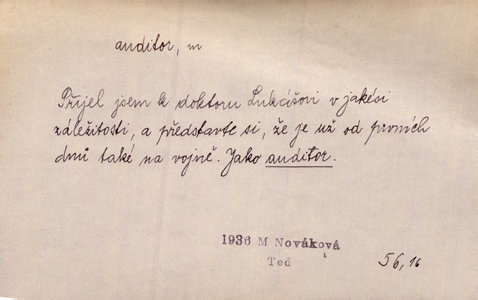 auditor, m
Přijel jsem k doktoru Lukášovi v jakési
záležitosti, a představte si, že je už od prvních
dnů také na vojně. Jako auditor.
1936 M Nováková
Teď
56,16